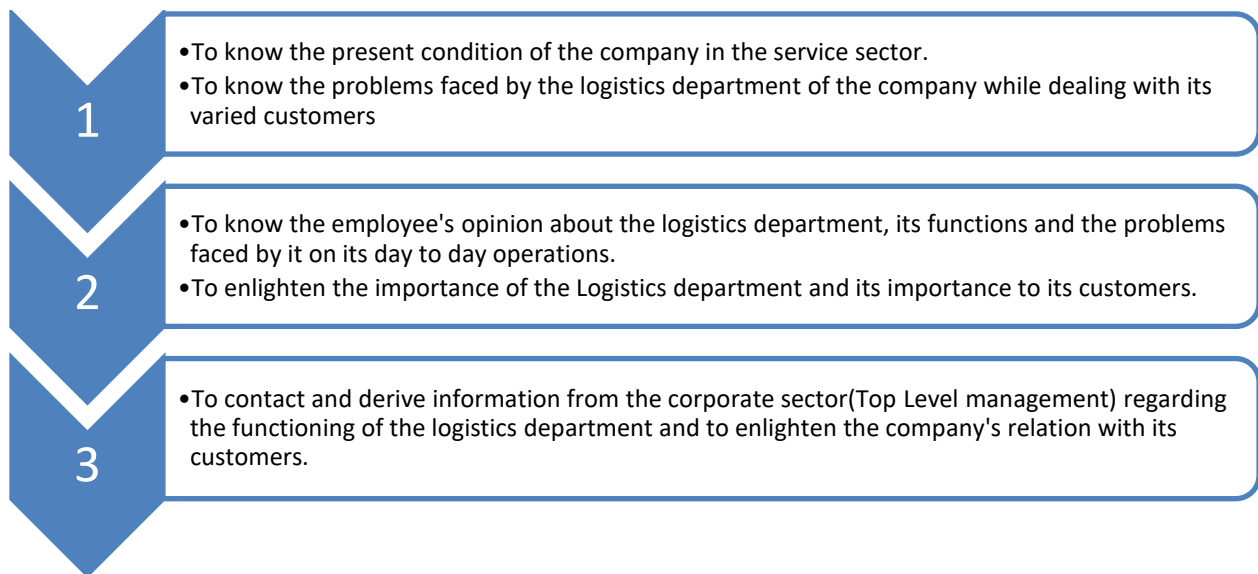 1
•To know the present condition of the company in the service sector.
•To know the problems faced by the logistics department of the company while dealing with its
varied customers
2
•To know the employee's opinion about the logistics department, its functions and the problems
faced by it on its day to day operations.
•To enlighten the importance of the Logistics department and its importance to its customers.
3
•To contact and derive information from the corporate sector(Top Level management) regarding
the functioning of the logistics department and to enlighten the company's relation with its
customers.